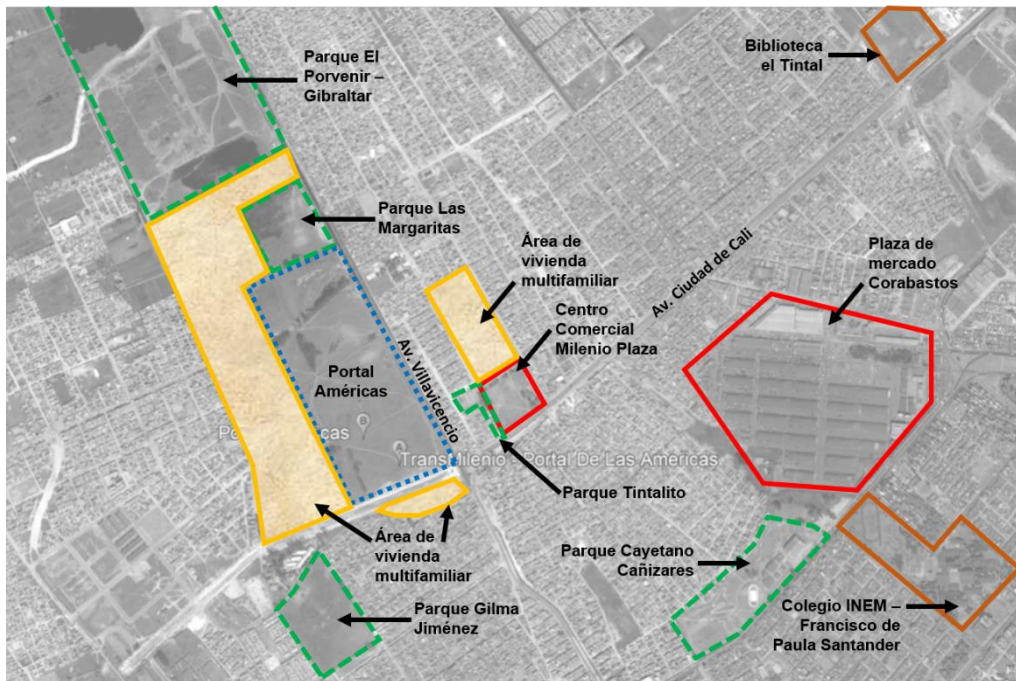 Parque El
Porvenir –
Gibraltar
Biblioteca
el Tintal
Parque Las
Margaritas
Área de
vivienda
multifamiliar
Av. Ciudad de Cali
Plaza de
mercado
Corabastos
Centro
Comercial
Milenio Plaza
Av. Villavicencio
Portal
Américas
TransMilenio - Portal De Las Américas
Parque Tintalito
Área de
vivienda
multifamiliar
Parque Cayetano
Cañizares
Parque Gilma
Jiménez
Colegio INEM –
Francisco de
Paula Santander